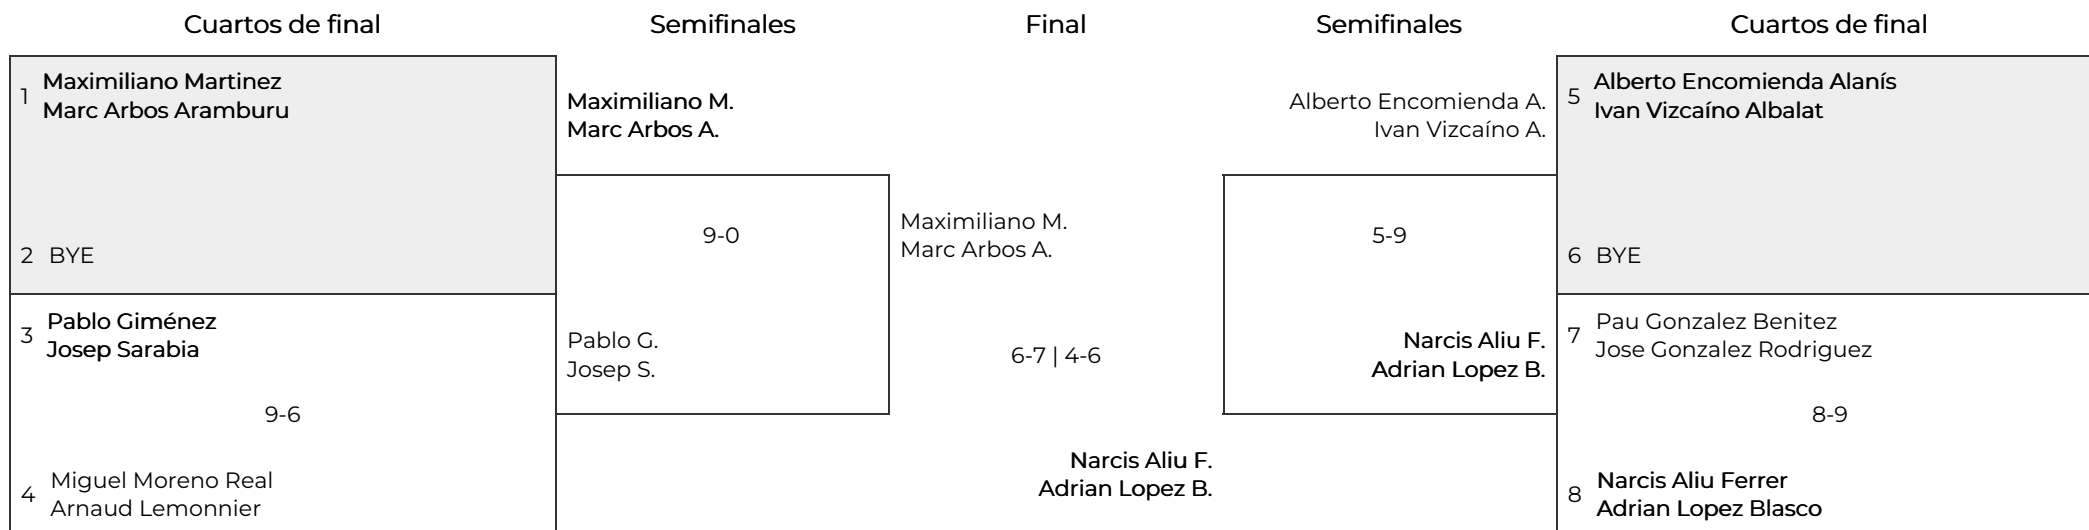 Cuartos de final
Semifinales
Final
Semifinales
Cuartos de final
1
Maximiliano Martinez
Marc Arbos Aramburu
2 BYE
3
Pablo Giménez
Josep Sarabia
9-6
4
Miguel Moreno Real
Arnaud Lemonnier
Maximiliano M.
Marc Arbos A.
9-0
Pablo G.
Josep S.
Maximiliano M.
Marc Arbos A.
6-7 | 4-6
Narcis Aliu F.
Adrian Lopez B.
Alberto Encomienda A.
Ivan Vizcaíno A.
5-9
Narcis Aliu F.
Adrian Lopez B.
5
Alberto Encomienda Alanís
Ivan Vizcaíno Albalat
6 BYE
7
Pau Gonzalez Benitez
Jose Gonzalez Rodriguez
8-9
8
Narcis Aliu Ferrer
Adrian Lopez Blasco